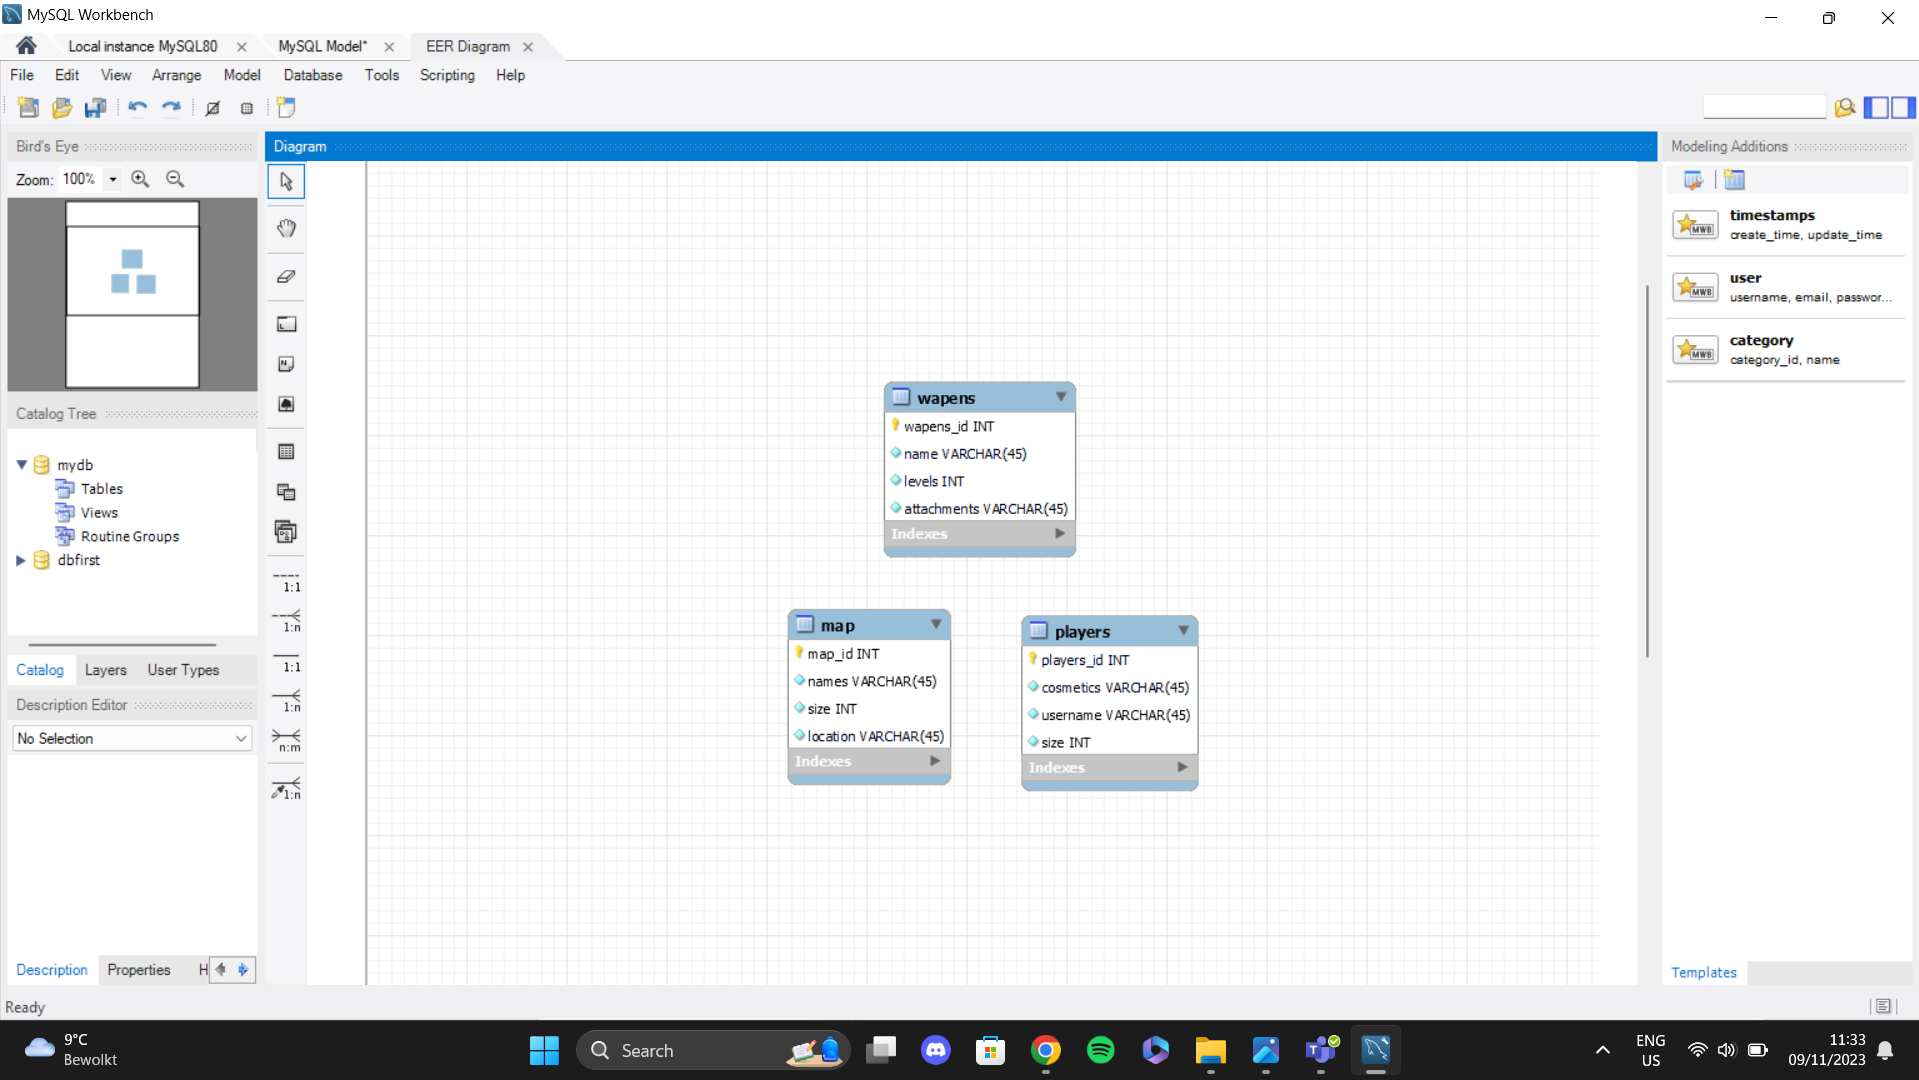 MySQL Workbench
Local instance MySQL80
MySQL Model*
EER Diagram
File Edit View Arrange Model Database Tools Scripting Help
Bird's Eye
Zoom: 100%
Catalog Tree
mydb
Tables
Views
Routine Groups
dbfirst
Catalog Layers User Types
Description Editor
No Selection
Description Properties H
Ready
Diagram
1:1
1:n
1:1
1:n
n:m
1:n
wapens
wapens_id INT
name VARCHAR(45)
levels INT
attachments VARCHAR(45)
Indexes
map
map_id INT
names VARCHAR(45)
size INT
location VARCHAR(45)
Indexes
players
players_id INT
cosmetics VARCHAR(45)
username VARCHAR(45)
size INT
Indexes
Modeling Additions
MWB
timestamps
create_time, update_time
MWB
user
username, email, passwor...
MWB
category
category_id, name
Templates
9°C
Bewolkt
Search
ENG
US
11:33
09/11/2023